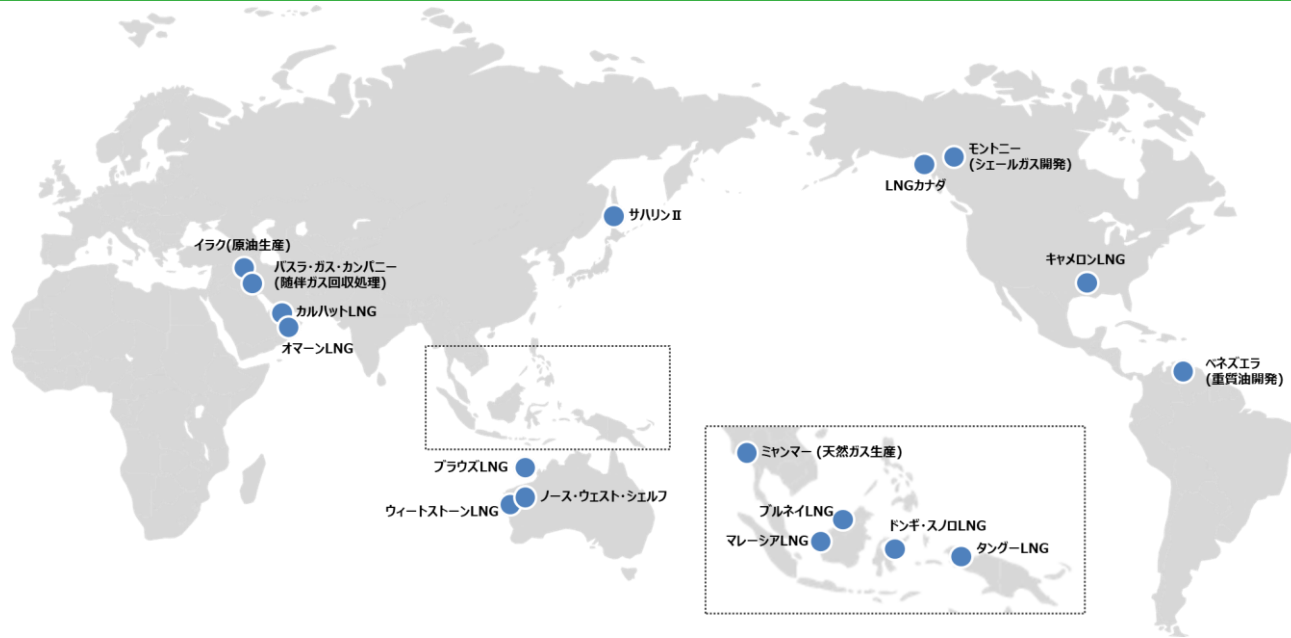 モントニー
(シェールガス開発)
LNGカナダ
サハリンⅡ
イラク(原油生産)
バスラ・ガス・カンパニー
(随伴ガス回収処理)
キャメロンLNG
カルハットLNG
オマーンLNG
ベネズエラ
(重質油開発)
ブラウズLNG
ノース・ウェスト・シェルフ
ウィートストーンLNG
ミャンマー (天然ガス生産)
ブルネイLNG
ドンギ・スノロLNG
マレーシアLNG
タングーLNG